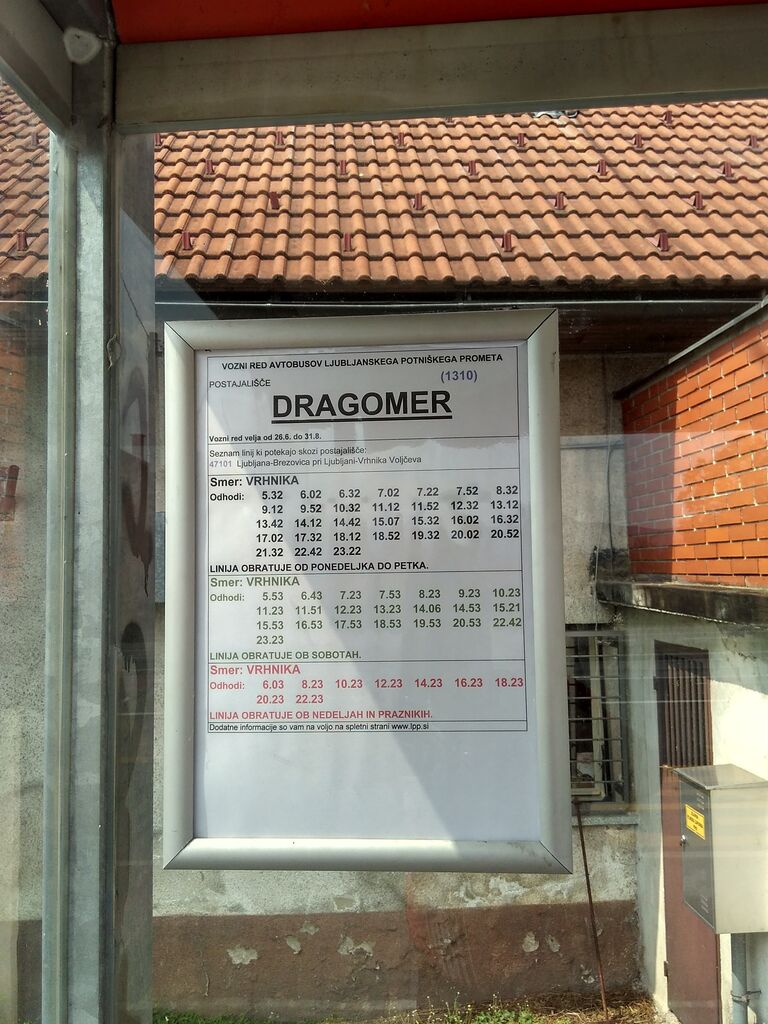 VOZNI RED AVTOBUSOV LJUBLJANSKEGA POTNIŠKEGA PROMETA
POSTAJALIŠČE (1310)
DRAGOMER
Vozni red velja od 26.6. do 31.8.
Seznam linij ki potekajo skozi postajališče:
47101 Ljubljana-Brezovica pri Ljubljani-Vrhnika Voljčeva
Smer: VRHNIKA
Odhodi: 5.32 6.02 6.32 7.02 7.22 7.52 8.32
9.12 9.52 10.32 11.12 11.52 12.32 13.12
13.42 14.12 14.42 15.07 15.32 16.02 16.32
17.02 17.32 18.12 18.52 19.32 20.02 20.52
21.32 22.42 23.22
LINIJA OBRATUJE OD PONEDELJKA DO PETKA.
Smer: VRHNIKA
Odhodi: 5.53 6.43 7.23 7.53 8.23 9.23 10.23
11.23 11.51 12.23 13.23 14.06 14.53 15.21
15.53 16.53 17.53 18.53 19.53 20.53 22.42
23.23
LINIJA OBRATUJE OB SOBOTAH.
Smer: VRHNIKA
Odhodi: 6.03 8.23 10.23 12.23 14.23 16.23 18.23
20.23 22.23
LINIJA OBRATUJE OB NEDELJAH IN PRAZNIKIH.
Dodatne informacije so vam na voljo na spletni strani www.lpp.si